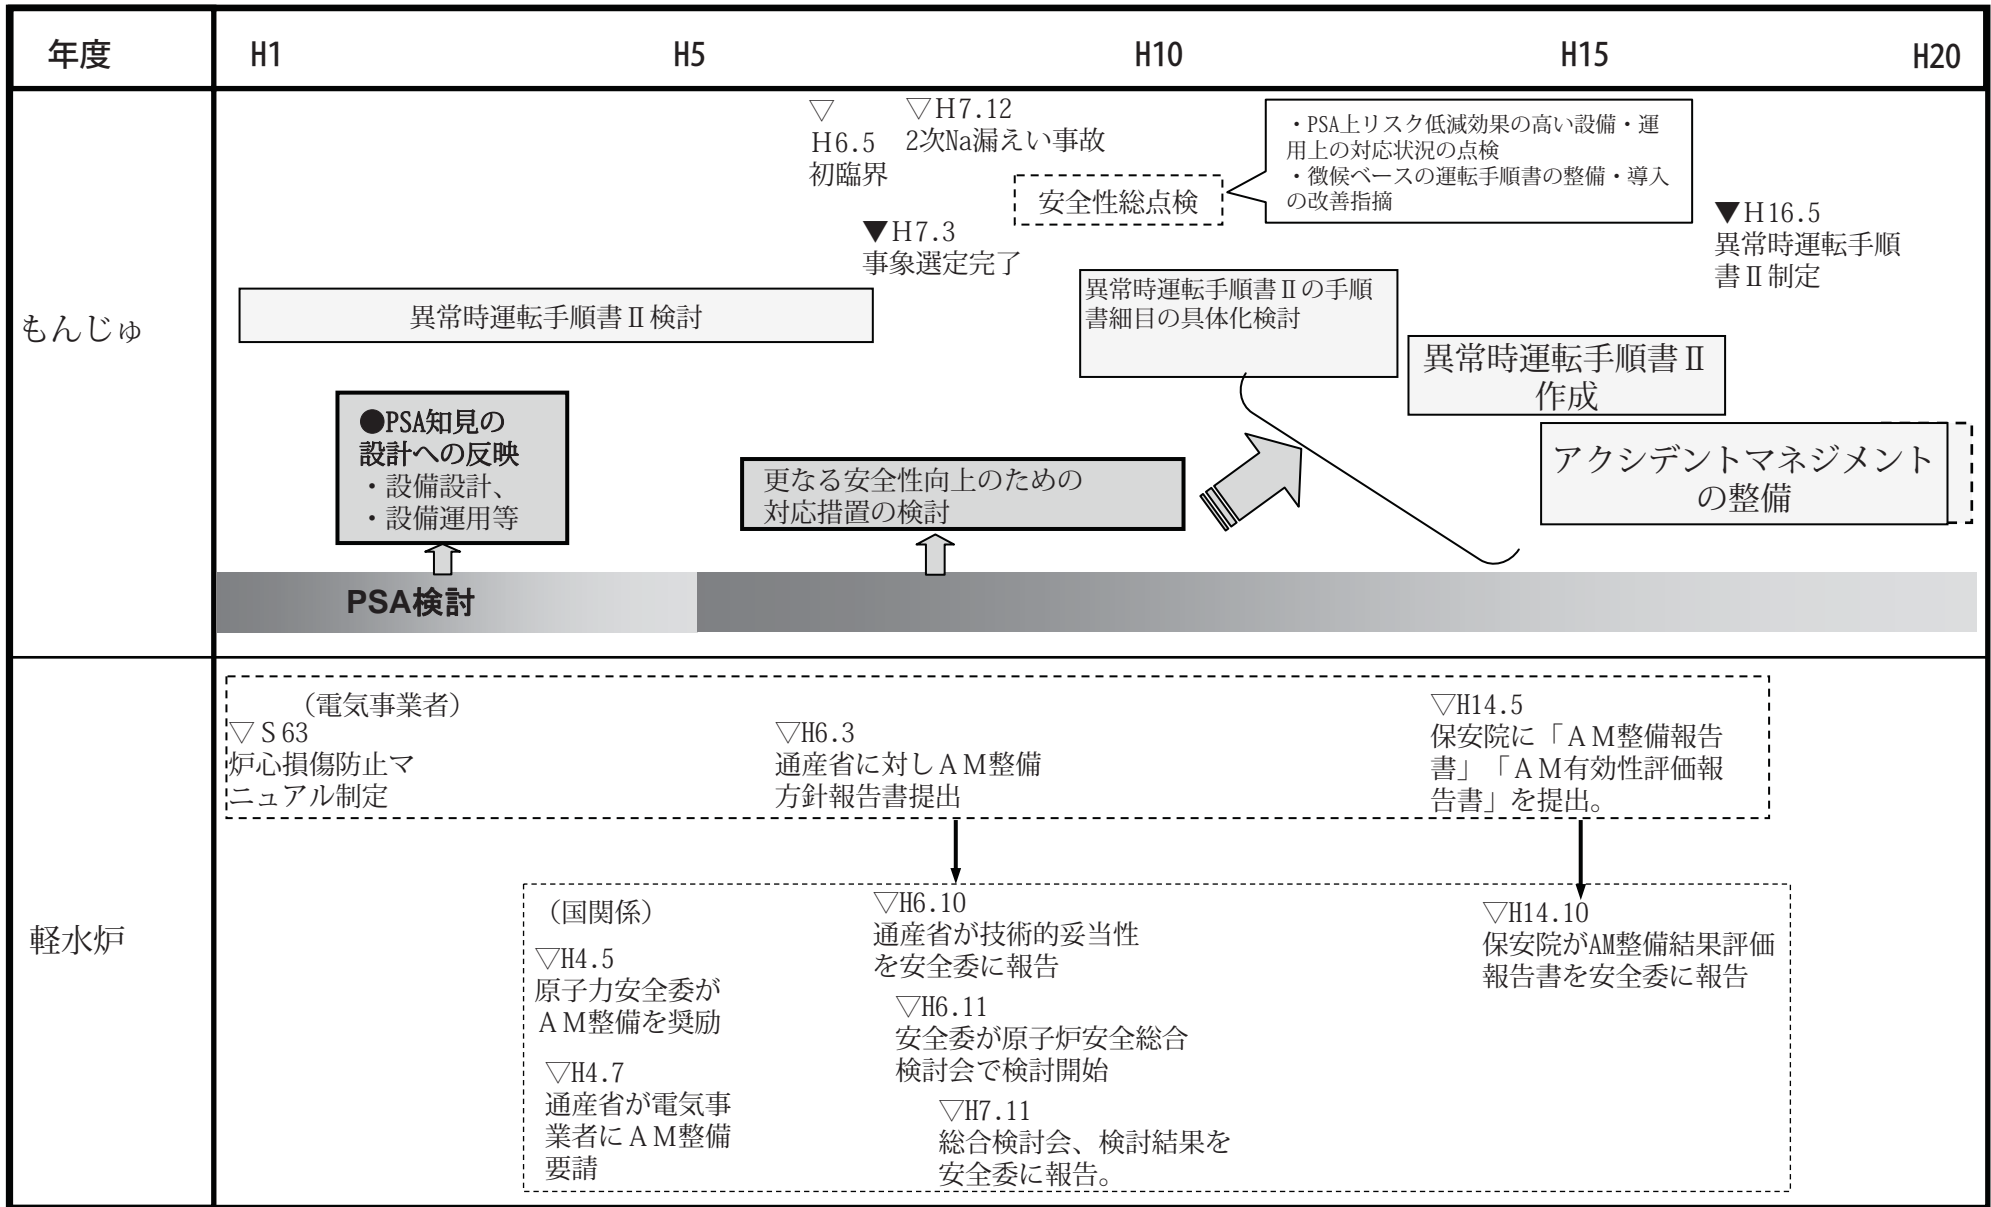 年度
H1
H5
H10
H15
H20
もんじゅ
▽
H6.5
初臨界
▽H7.12
2次Na漏えい事故
・PSA上リスク低減効果の高い設備・運
用上の対応状況の点検
・徴候ベースの運転手順書の整備・導入
の改善指摘
安全性総点検
▼H7.3
事象選定完了
▼H16.5
異常時運転手順
書Ⅱ制定
異常時運転手順書Ⅱ検討
異常時運転手順書Ⅱの手順
書細目の具体化検討
異常時運転手順書Ⅱ
作成
●PSA知見の
設計への反映
・設備設計、
・設備運用等
更なる安全性向上のための
対応措置の検討
アクシデントマネジメント
の整備
PSA検討
軽水炉
（電気事業者）
▽S63
炉心損傷防止マ
ニュアル制定
▽H6.3
通産省に対しAM整備
方針報告書提出
▽H14.5
保安院に「AM整備報告
書」「AM有効性評価報
告書」を提出。
（国関係）
▽H4.5
原子力安全委が
AM整備を奨励
▽H4.7
通産省が電気事
業者にAM整備
要請
▽H6.10
通産省が技術的妥当性
を安全委に報告
▽H6.11
安全委が原子炉安全総合
検討会で検討開始
▽H7.11
総合検討会、検討結果を
安全委に報告。
▽H14.10
保安院がAM整備結果評価
報告書を安全委に報告